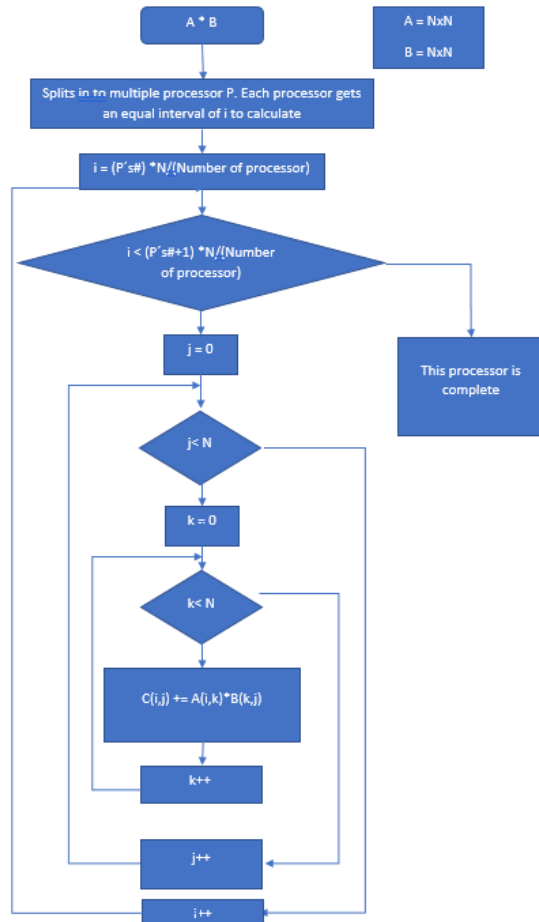 A * B
A = NxN
B = NxN
Splits in to multiple processor P. Each processor gets
an equal interval of i to calculate
i = (P´s#) *N/(Number of processor)
i < (P´s#+1) *N/(Number
of processor)
j = 0
This processor is
complete
j< N
k = 0
k< N
C(i,j) += A(i,k)*B(k,j)
k++
j++
i++